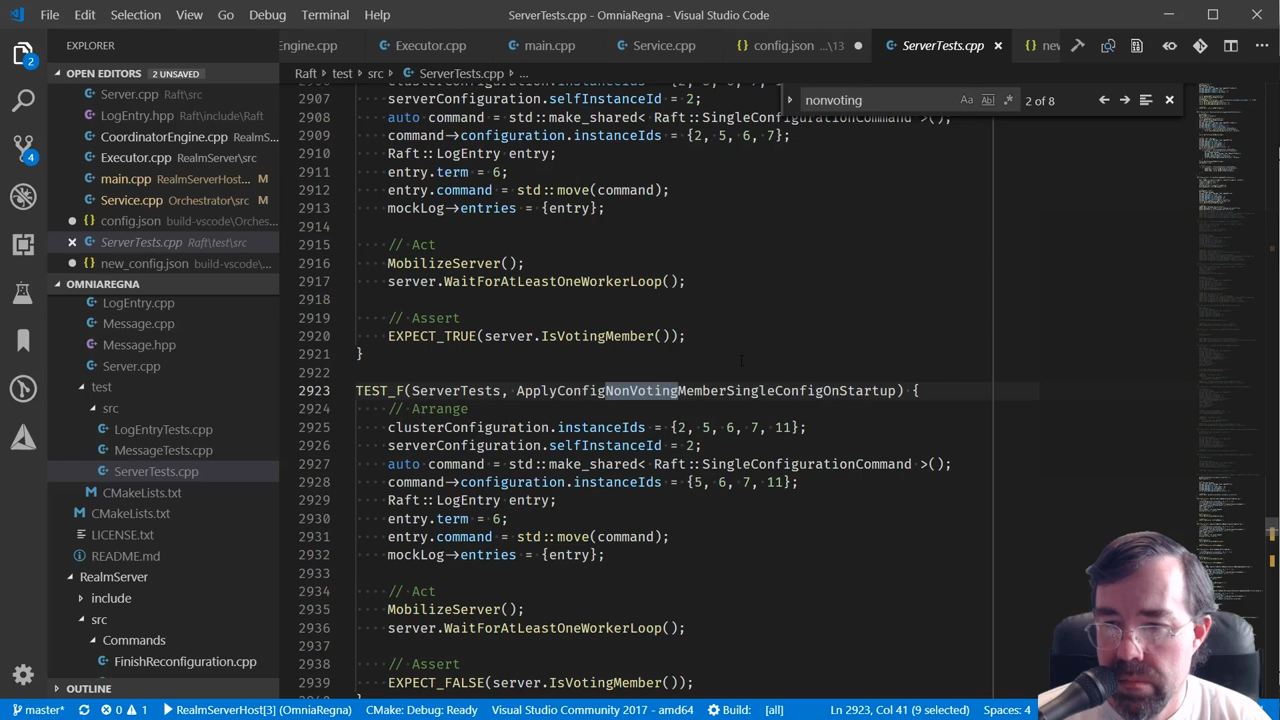 File Edit Selection View Go Debug Terminal Help
ServerTests.cpp - OmniaRegna - Visual Studio Code
EXPLORER
Engine.cpp Executor.cpp main.cpp Service.cpp config.json ...\13 ServerTests.cpp
OPEN EDITORS 2 UNSAVED
Raft > test > src > ServerTests.cpp > ...
Server.cpp Raft\src
LogEntry.hpp Raft\include\Raft
CoordinatorEngine.cpp RealmS...
Executor.cpp RealmServer\src
main.cpp RealmServerHost... M
Service.cpp Orchestrator\src M
config.json build-vscode\Orches...
ServerTests.cpp Raft\test\src
new_config.json build-vscode\...
OMNIAREGNA
LogEntry.cpp
Message.cpp
Message.hpp
Server.cpp
test
src
LogEntryTests.cpp
MessageTests.cpp
ServerTests.cpp
CMakeLists.txt
CMakeLists.txt
LICENSE.txt
README.md
RealmServer
include
src
Commands
FinishReconfiguration.cpp
OUTLINE
nonvoting
2 of 8
2907 serverConfiguration.selfInstanceId = 2;
2908 auto command = std::make_shared< Raft::SingleConfigurationCommand >();
2909 command->configuration.instanceIds = {2, 5, 6, 7};
2910 Raft::LogEntry entry;
2911 entry.term = 6;
2912 entry.command = std::move(command);
2913 mockLog->entries = {entry};
2914
2915 // Act
2916 MobilizeServer();
2917 server.WaitForAtLeastOneWorkerLoop();
2918
2919 // Assert
2920 EXPECT_TRUE(server.IsVotingMember());
2921 }
2922
2923 TEST_F(ServerTests, ApplyConfigNonVotingMemberSingleConfigOnStartup) {
2924 // Arrange
2925 clusterConfiguration.instanceIds = {2, 5, 6, 7, 11};
2926 serverConfiguration.selfInstanceId = 2;
2927 auto command = std::make_shared< Raft::SingleConfigurationCommand >();
2928 command->configuration.instanceIds = {5, 6, 7, 11};
2929 Raft::LogEntry entry;
2930 entry.term = 6;
2931 entry.command = std::move(command);
2932 mockLog->entries = {entry};
2933
2934 // Act
2935 MobilizeServer();
2936 server.WaitForAtLeastOneWorkerLoop();
2937
2938 // Assert
2939 EXPECT_FALSE(server.IsVotingMember());
master* 0 1 RealmServerHost[3] (OmniaRegna) CMake: Debug: Ready Visual Studio Community 2017 - amd64 Build: [all] Ln 2923, Col 41 (9 selected) Spaces: 4